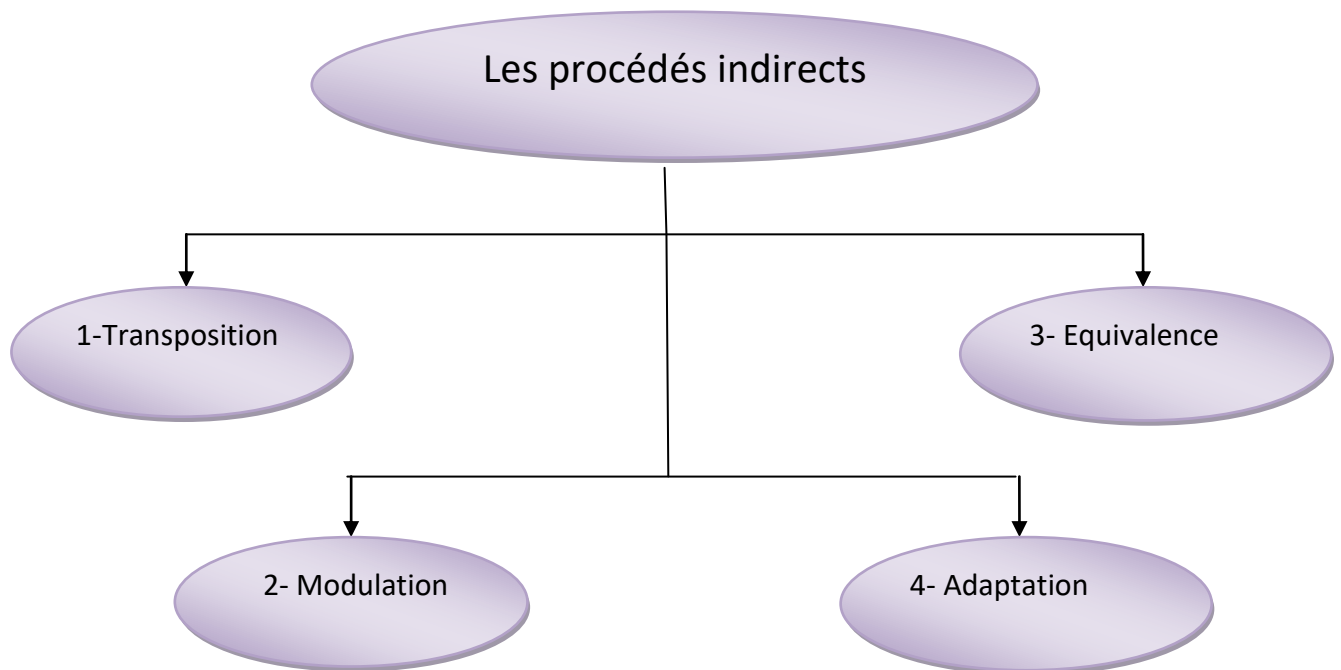 Les procédés indirects
1-Transposition
3- Equivalence
2- Modulation
4- Adaptation